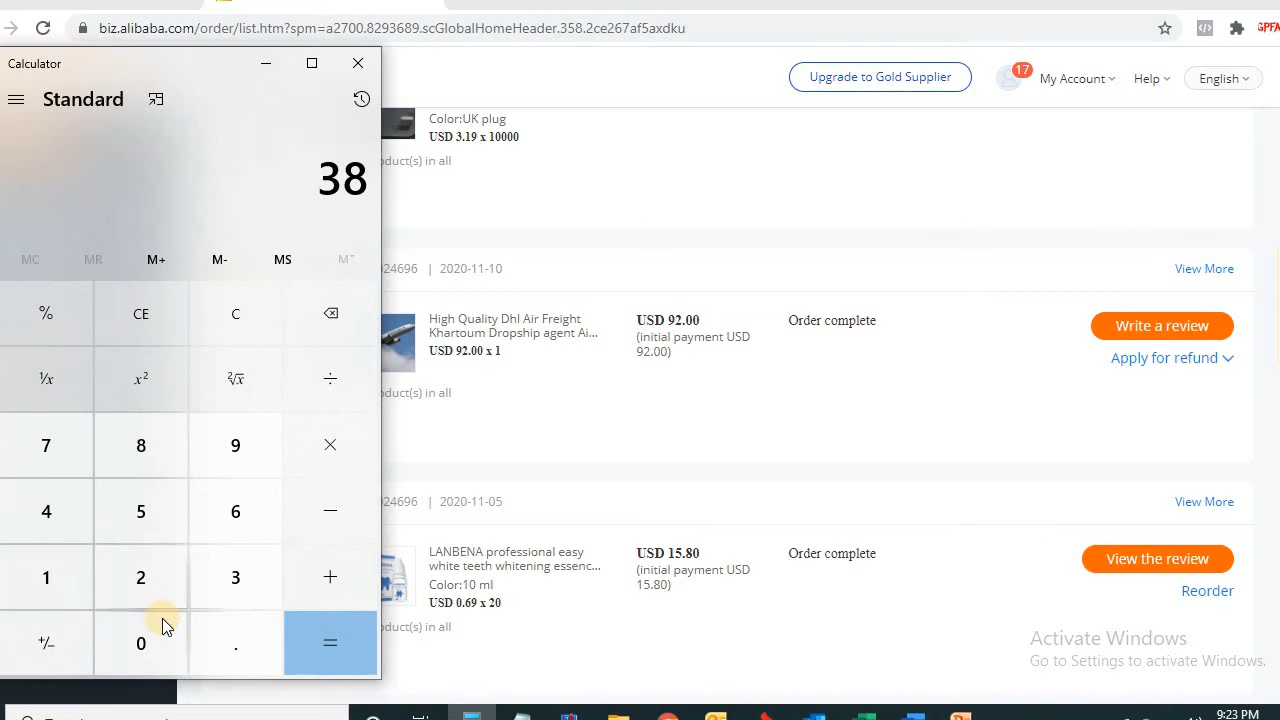 biz.alibaba.com/order/list.htm?spm=a2700.8293689.scGlobalHomeHeader.358.2ce267af5axdku
Calculator
Standard
38
MC MR M+ M- MS M˅
% CE C
¹/x x² ²√x ÷
7 8 9 ×
4 5 6 −
1 2 3 +
+/− 0 . =
Upgrade to Gold Supplier
17
My Account
Help
English
Color:UK plug
USD 3.19 x 10000
oduct(s) in all
24696 | 2020-11-10
View More
High Quality Dhl Air Freight
Khartoum Dropship agent Ai...
USD 92.00 x 1
USD 92.00
(initial payment USD
92.00)
Order complete
Write a review
Apply for refund
oduct(s) in all
24696 | 2020-11-05
View More
LANBENA professional easy
white teeth whitening essenc...
Color:10 ml
USD 0.69 x 20
USD 15.80
(initial payment USD
15.80)
Order complete
View the review
Reorder
oduct(s) in all
Activate Windows
Go to Settings to activate Windows.
9:23 PM